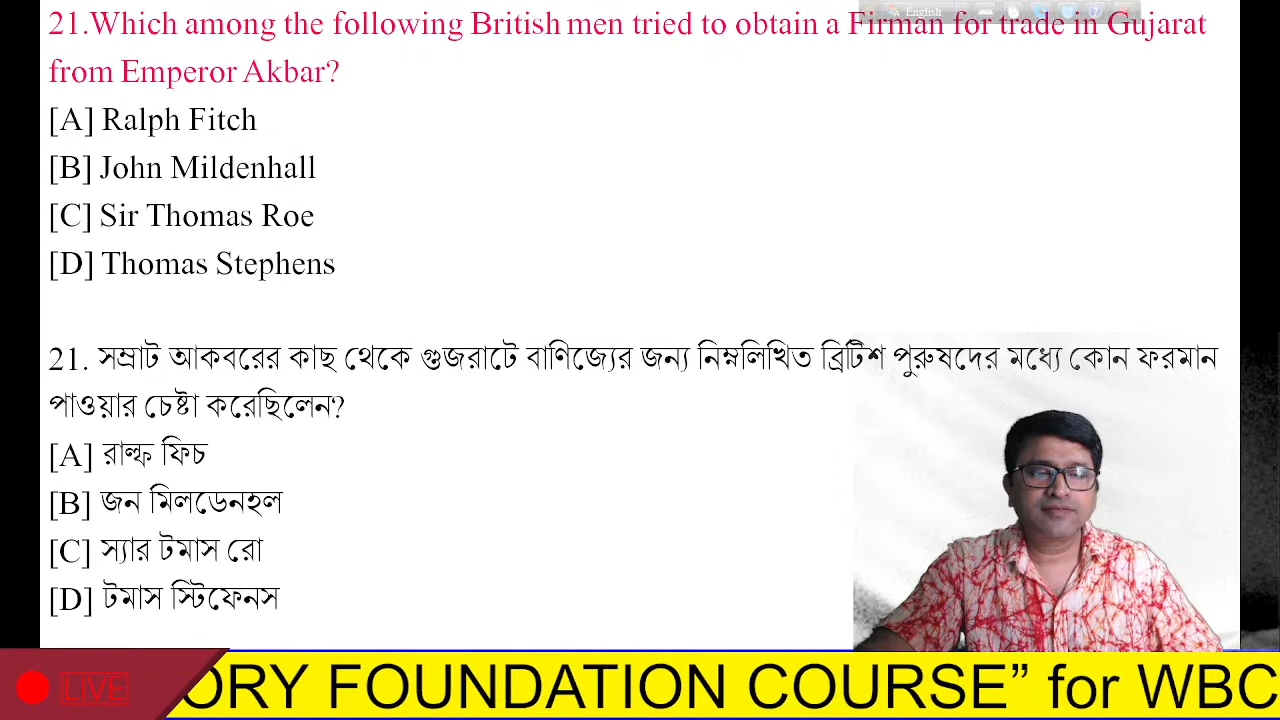 21.Which among the following British men tried to obtain a Firman for trade in Gujarat
from Emperor Akbar?
[A] Ralph Fitch
[B] John Mildenhall
[C] Sir Thomas Roe
[D] Thomas Stephens
21. সম্রাট আকবরের কাছ থেকে গুজরাটে বাণিজ্যের জন্য নিম্নলিখিত ব্রিটিশ পুরুষদের মধ্যে কোন ফরমান
পাওয়ার চেষ্টা করেছিলেন?
[A] রাল্ফ ফিচ
[B] জন মিলডেনহল
[C] স্যার টমাস রো
[D] টমাস স্টিফেনস
LIVE ORY FOUNDATION COURSE” for WBC
English